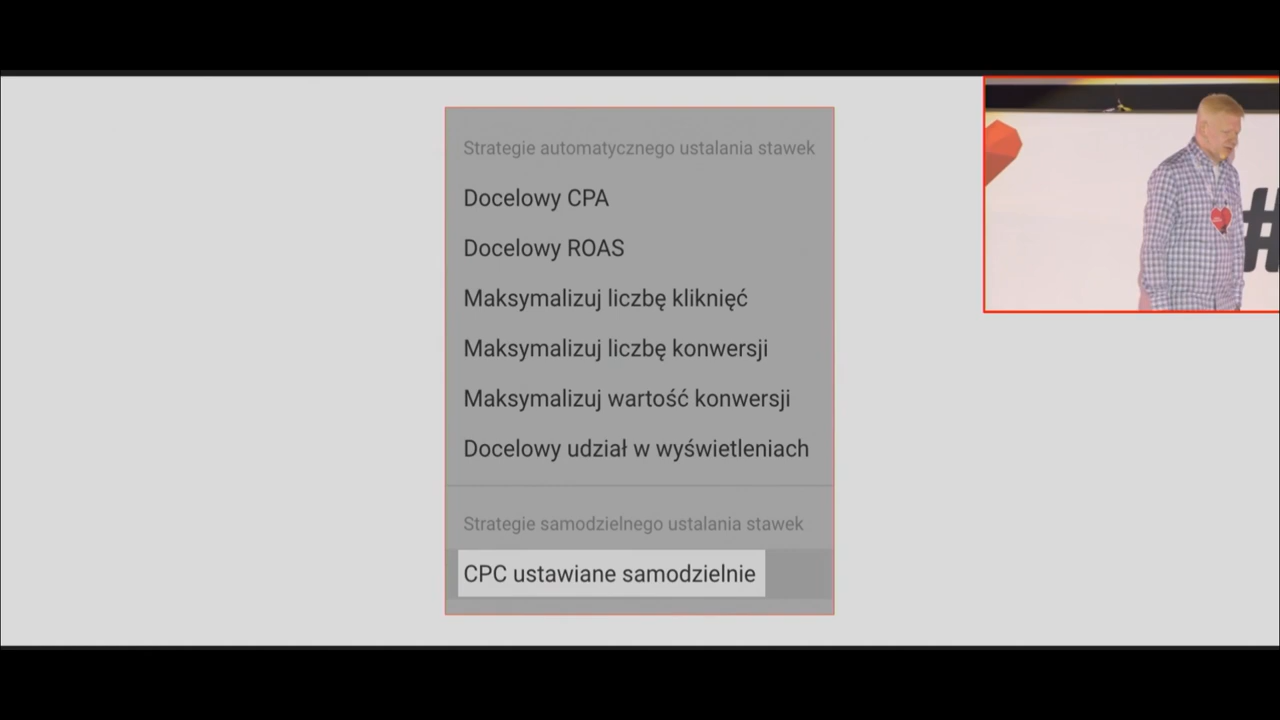 Strategie automatycznego ustalania stawek
Docelowy CPA
Docelowy ROAS
Maksymalizuj liczbę kliknięć
Maksymalizuj liczbę konwersji
Maksymalizuj wartość konwersji
Docelowy udział w wyświetleniach
Strategie samodzielnego ustalania stawek
CPC ustawiane samodzielnie
#